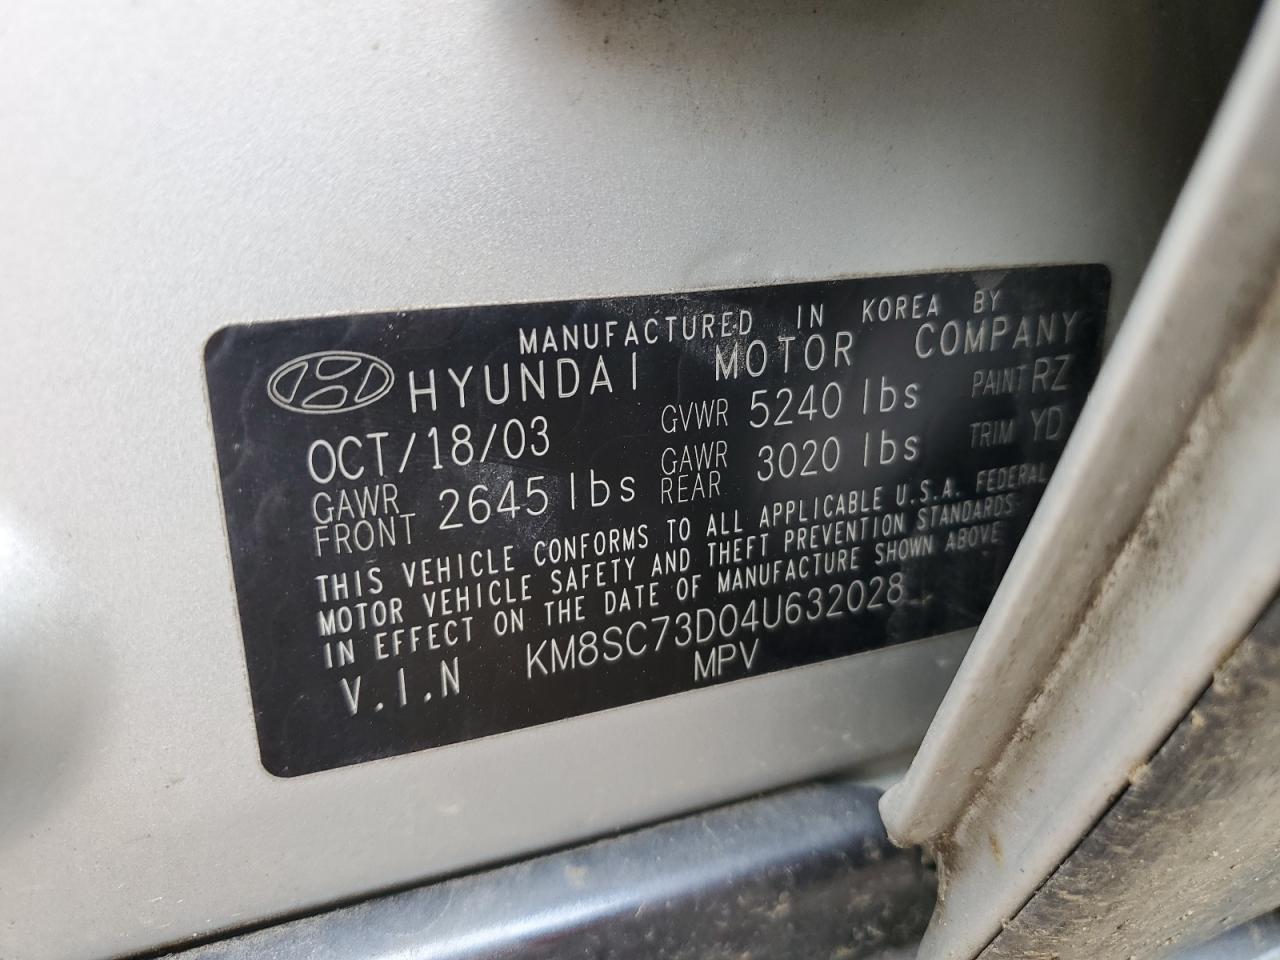 MANUFACTURED IN KOREA BY
HYUNDAI MOTOR COMPANY
OCT/18/03 GVWR 5240 lbs PAINT RZ
GAWR FRONT 2645 lbs GAWR REAR 3020 lbs TRIM YD
THIS VEHICLE CONFORMS TO ALL APPLICABLE U.S.A. FEDERAL
MOTOR VEHICLE SAFETY AND THEFT PREVENTION STANDARDS
IN EFFECT ON THE DATE OF MANUFACTURE SHOWN ABOVE
V.I.N KM8SC73D04U632028
MPV